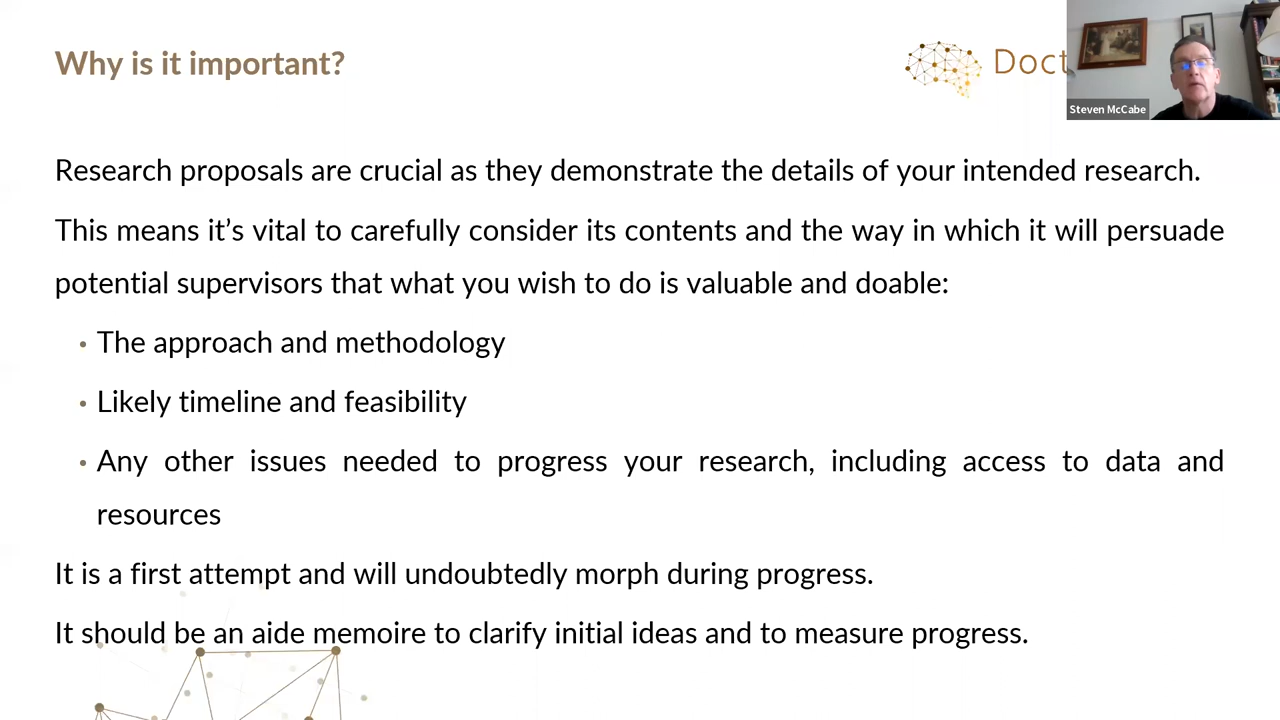 Why is it important?
Doct
Steven McCabe
Research proposals are crucial as they demonstrate the details of your intended research.
This means it’s vital to carefully consider its contents and the way in which it will persuade
potential supervisors that what you wish to do is valuable and doable:
• The approach and methodology
• Likely timeline and feasibility
• Any other issues needed to progress your research, including access to data and
resources
It is a first attempt and will undoubtedly morph during progress.
It should be an aide memoire to clarify initial ideas and to measure progress.